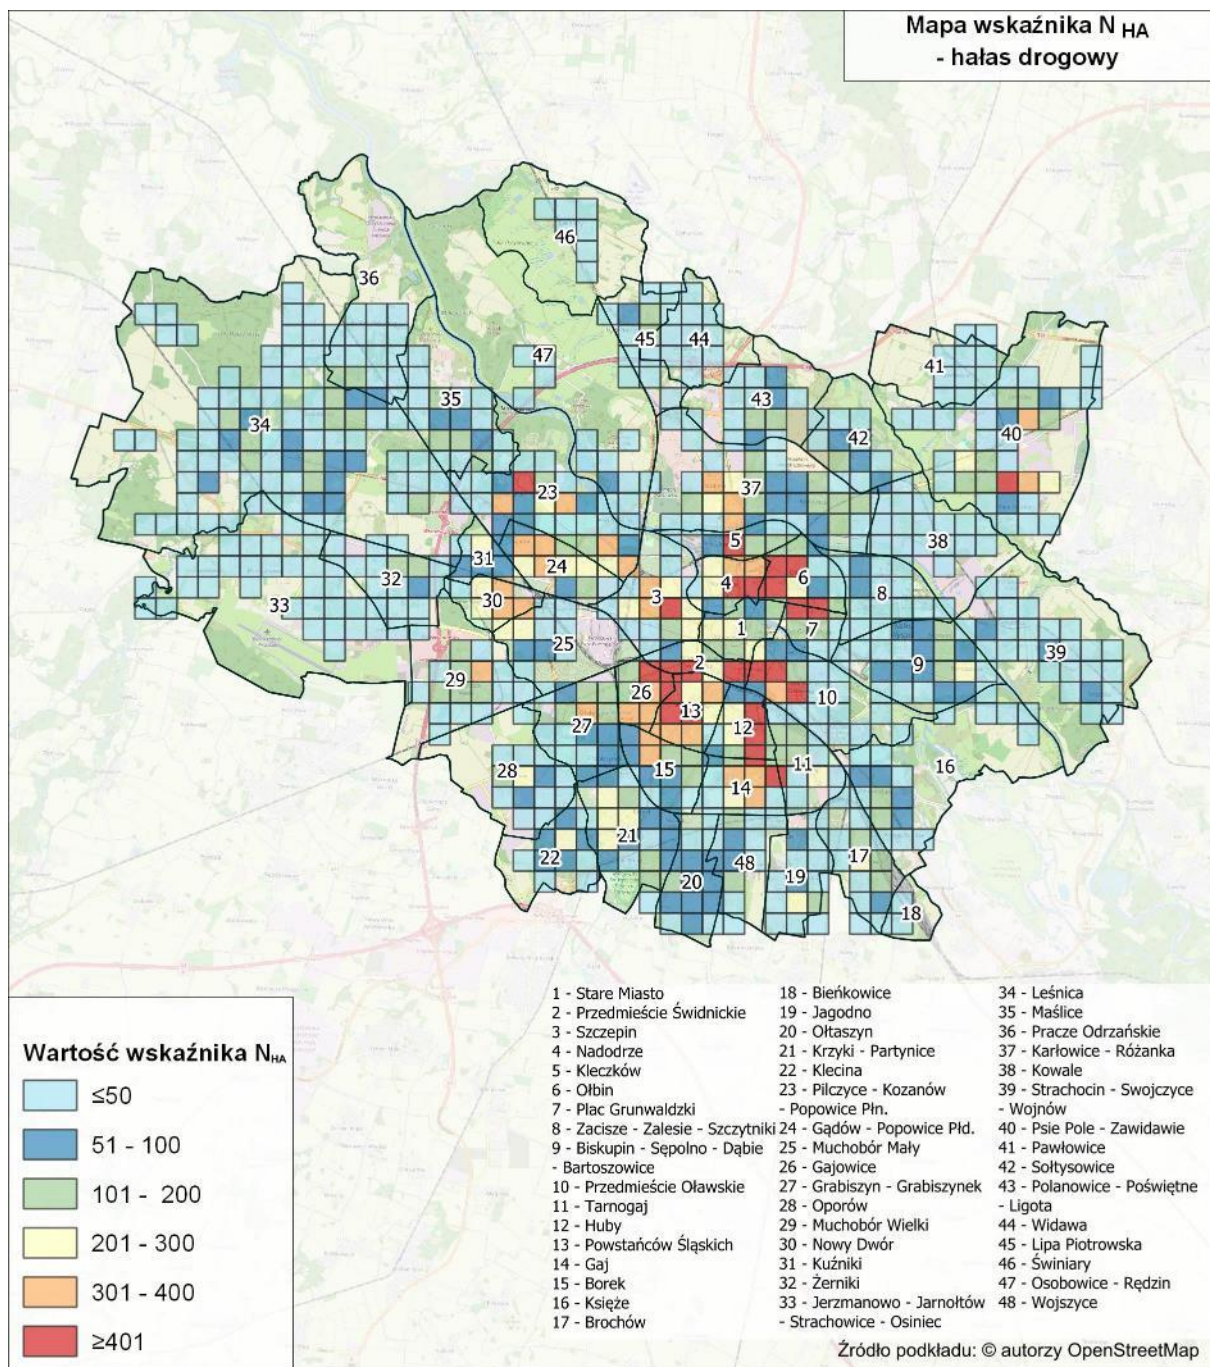 Mapa wskaźnika N HA
- hałas drogowy
46
36
45
44
47
41
35
43
34
40
42
23
37
5
38
31
24
6
32
4
8
30
3
33
1
7
25
39
2
9
29
26
10
13
27
12
28
15
11
16
14
21
22
48
17
20
19
18
Wartość wskaźnika NHA
≤50
51 - 100
101 - 200
201 - 300
301 - 400
≥401
1 - Stare Miasto
2 - Przedmieście Świdnickie
3 - Szczepin
4 - Nadodrze
5 - Kleczków
6 - Ołbin
7 - Plac Grunwaldzki
8 - Zacisze - Zalesie - Szczytniki
9 - Biskupin - Sępolno - Dąbie
- Bartoszowice
10 - Przedmieście Oławskie
11 - Tarnogaj
12 - Huby
13 - Powstańców Śląskich
14 - Gaj
15 - Borek
16 - Księże
17 - Brochów
18 - Bieńkowice
19 - Jagodno
20 - Ołtaszyn
21 - Krzyki - Partynice
22 - Klecina
23 - Pilczyce - Kozanów
- Popowice Płn.
24 - Gądów - Popowice Płd.
25 - Muchobór Mały
26 - Gajowice
27 - Grabiszyn - Grabiszynek
28 - Oporów
29 - Muchobór Wielki
30 - Nowy Dwór
31 - Kuźniki
32 - Żerniki
33 - Jerzmanowo - Jarnołtów
- Strachowice - Osiniec
34 - Leśnica
35 - Maślice
36 - Pracze Odrzańskie
37 - Karłowice - Różanka
38 - Kowale
39 - Strachocin - Swojczyce
- Wojnów
40 - Psie Pole - Zawidawie
41 - Pawłowice
42 - Sołtysowice
43 - Polanowice - Poświętne
- Ligota
44 - Widawa
45 - Lipa Piotrowska
46 - Świniary
47 - Osobowice - Rędzin
48 - Wojszyce
Źródło podkładu: © autorzy OpenStreetMap